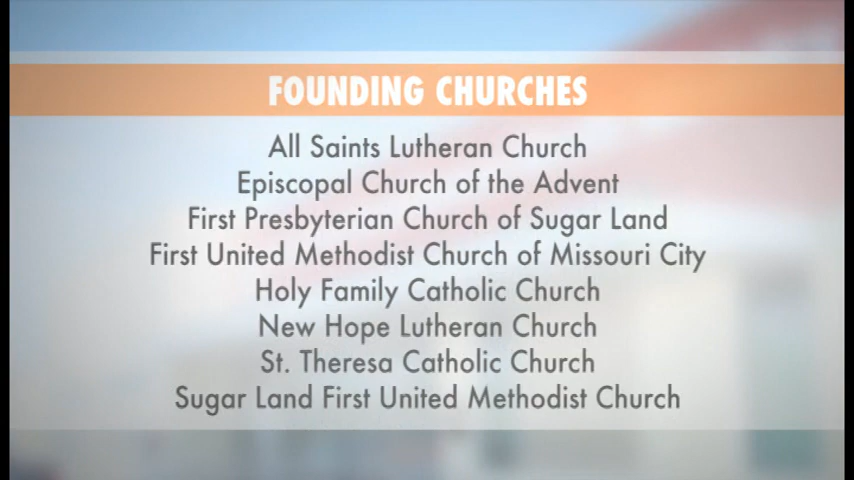 FOUNDING CHURCHES
All Saints Lutheran Church
Episcopal Church of the Advent
First Presbyterian Church of Sugar Land
First United Methodist Church of Missouri City
Holy Family Catholic Church
New Hope Lutheran Church
St. Theresa Catholic Church
Sugar Land First United Methodist Church